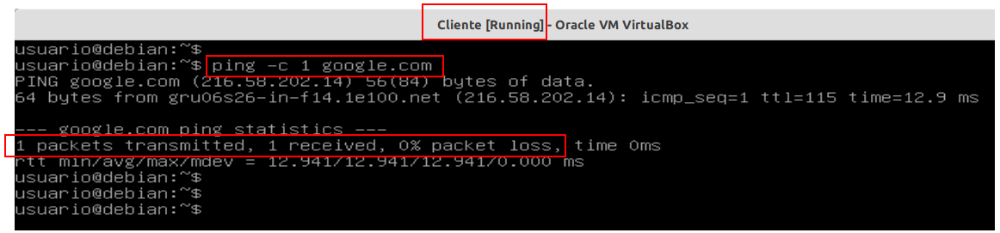 Cliente [Running] - Oracle VM VirtualBox
usuario@debian:~$
usuario@debian:~$ ping -c 1 google.com
PING google.com (216.58.202.14) 56(84) bytes of data.
64 bytes from gru06s26-in-f14.1e100.net (216.58.202.14): icmp_seq=1 ttl=115 time=12.9 ms
--- google.com ping statistics ---
1 packets transmitted, 1 received, 0% packet loss, time 0ms
rtt min/avg/max/mdev = 12.941/12.941/12.941/0.000 ms
usuario@debian:~$
usuario@debian:~$
usuario@debian:~$